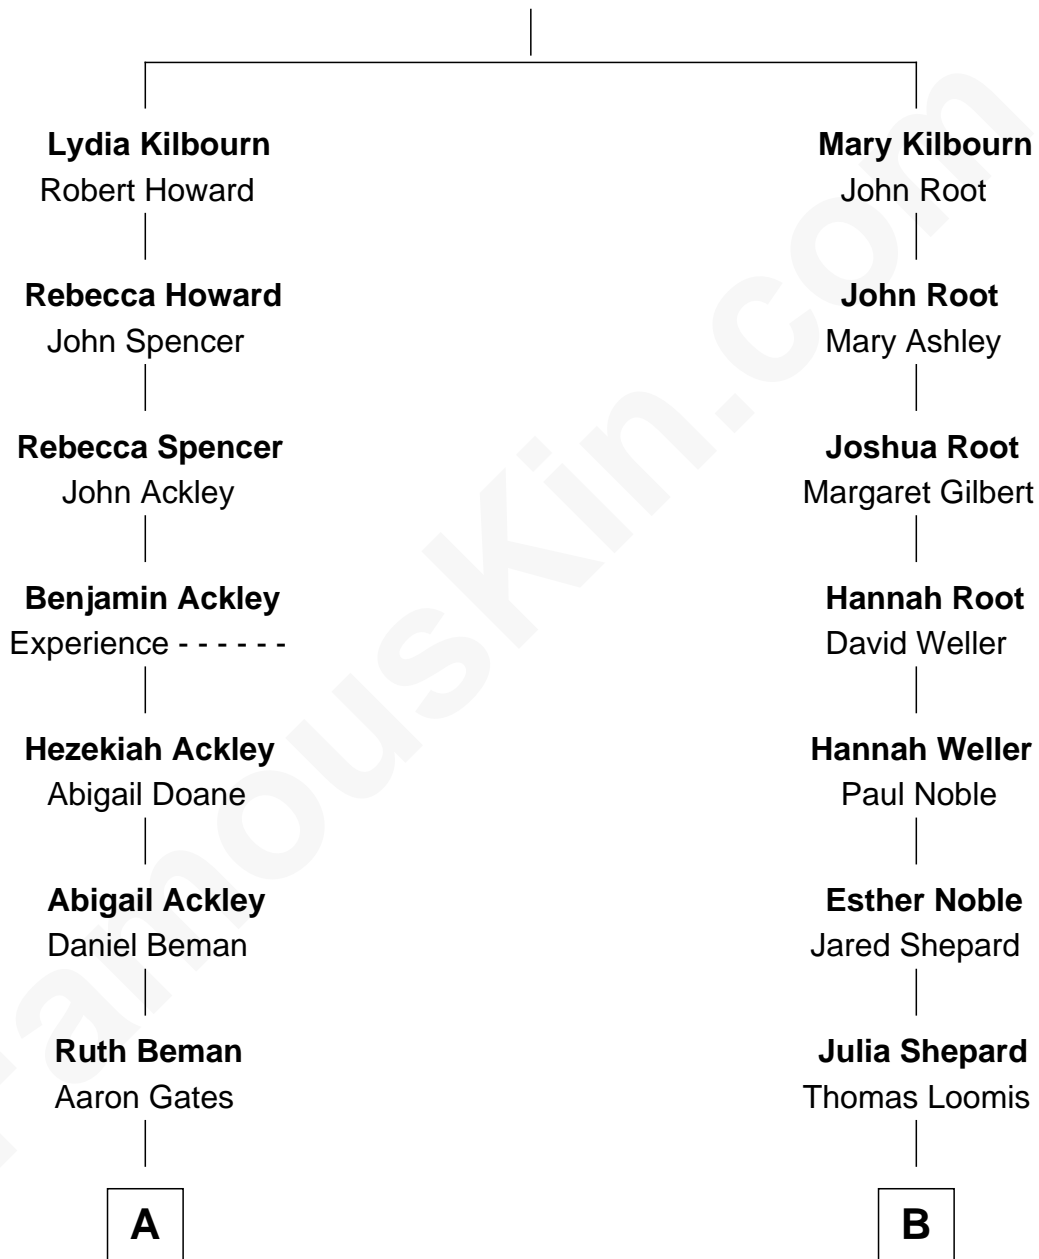 Lydia Kilbourn
Robert Howard
Rebecca Howard
John Spencer
Rebecca Spencer
John Ackley
Benjamin Ackley
Experience - - - - - -
Hezekiah Ackley
Abigail Doane
Abigail Ackley
Daniel Beman
Ruth Beman
Aaron Gates
A
Mary Kilbourn
John Root
John Root
Mary Ashley
Joshua Root
Margaret Gilbert
Hannah Root
David Weller
Hannah Weller
Paul Noble
Esther Noble
Jared Shepard
Julia Shepard
Thomas Loomis
B
FamousKin.com